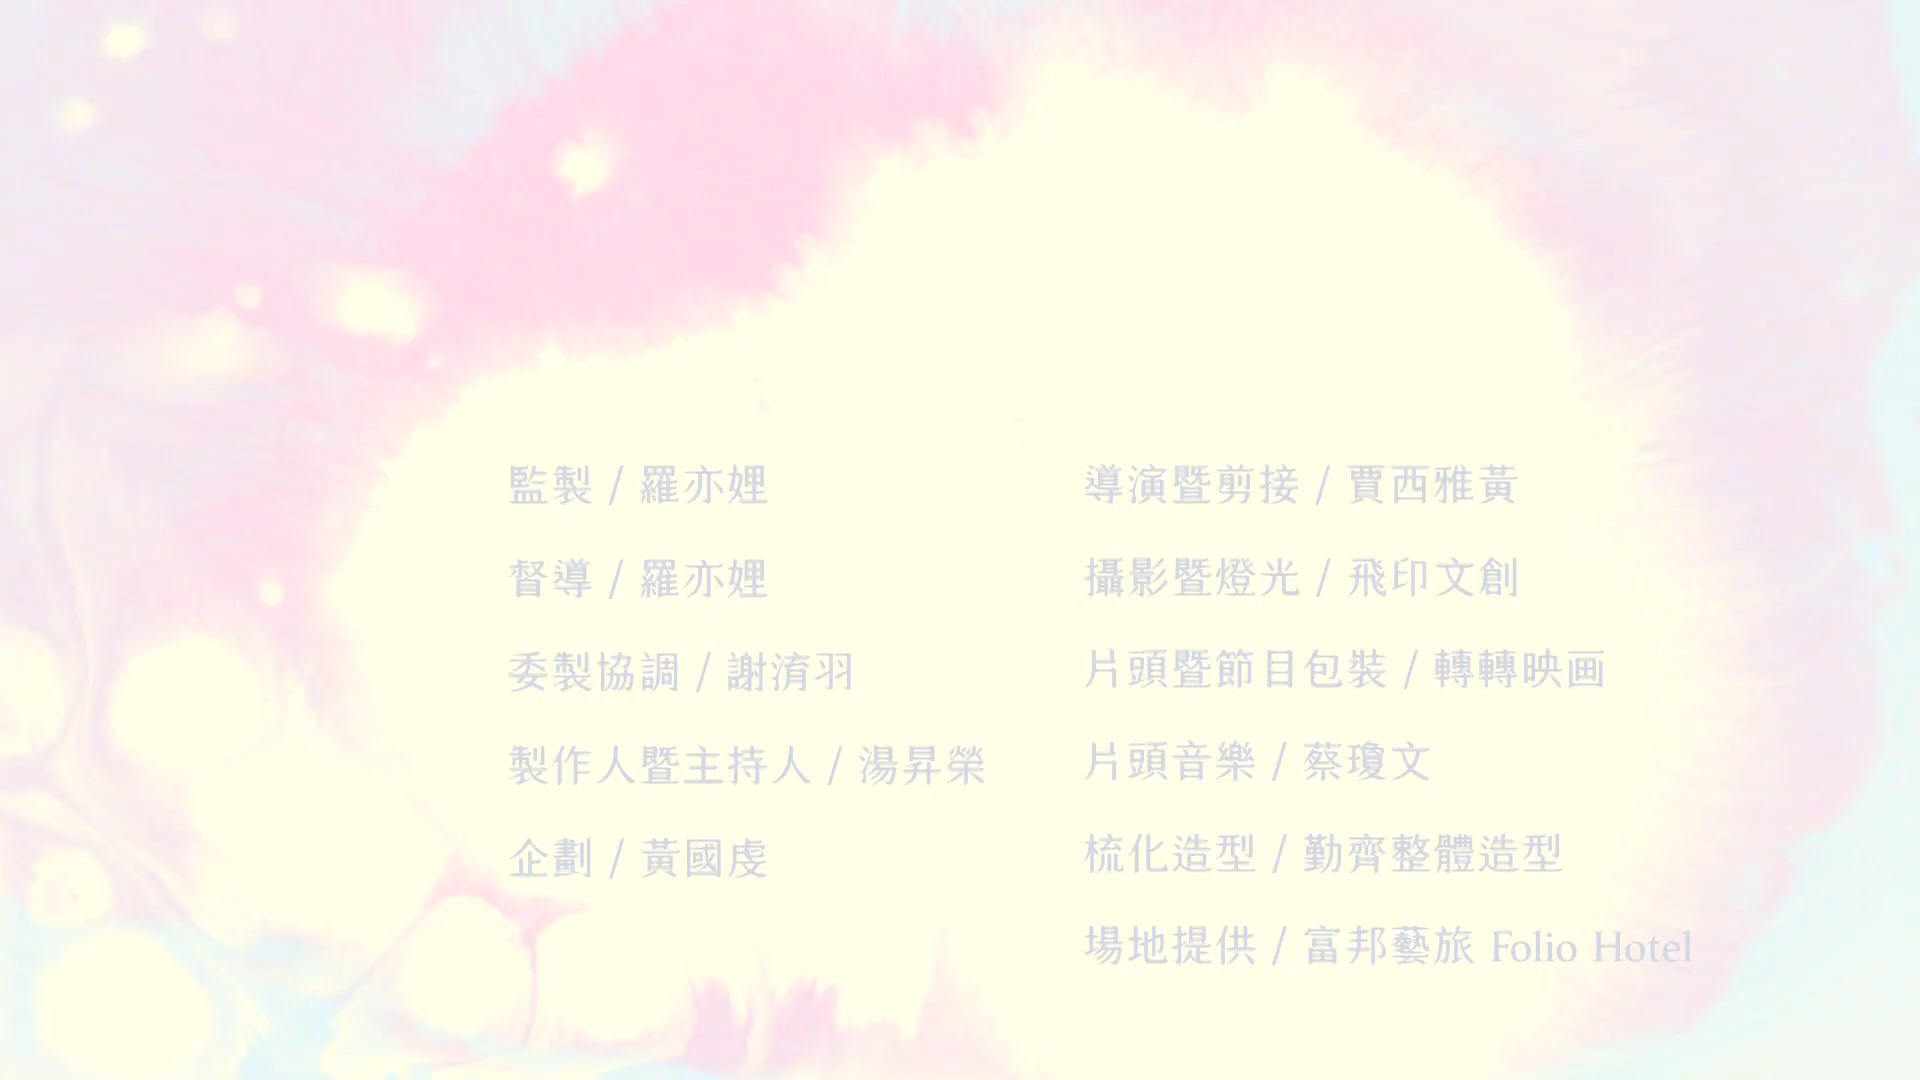 監製 / 羅亦娌
督導 / 羅亦娌
委製協調 / 謝淯羽
製作人暨主持人 / 湯昇榮
企劃 / 黃國虔
導演暨剪接 / 賈西雅黃
攝影暨燈光 / 飛印文創
片頭暨節目包裝 / 轉轉映画
片頭音樂 / 蔡瓊文
梳化造型 / 勤齊整體造型
場地提供 / 富邦藝旅 Folio Hotel